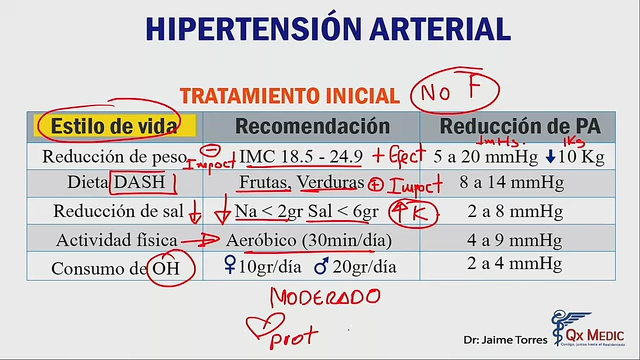 HIPERTENSIÓN ARTERIAL
TRATAMIENTO INICIAL NO F
Estilo de vida Recomendación Reducción de PA
Reducción de peso - Impact IMC 18.5 - 24.9 + Efect 5 a 20 mmHg ↓10 Kg 1mmHg. 1Kg
Dieta DASH Frutas, Verduras + Impact 8 a 14 mmHg
Reducción de sal ↓ ↓ Na < 2gr Sal < 6gr ↑K 2 a 8 mmHg
Actividad física → Aeróbico (30min/día) 4 a 9 mmHg
Consumo de OH ♀10gr/día ♂20gr/día 2 a 4 mmHg
MODERADO
prot
Dr: Jaime Torres QX MEDIC